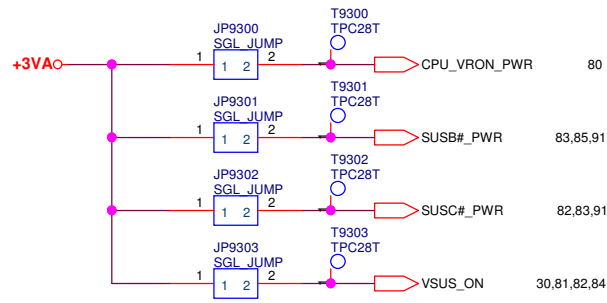 T9300
JP9300
TPC28T
SGL_JUMP
+3VA
1
1 2
2
CPU_VRON_PWR
80
T9301
JP9301
TPC28T
SGL_JUMP
1
1 2
2
SUSB#_PWR
83,85,91
T9302
JP9302
TPC28T
SGL_JUMP
1
1 2
2
SUSC#_PWR
82,83,91
T9303
JP9303
TPC28T
SGL_JUMP
1
1 2
2
VSUS_ON
30,81,82,84